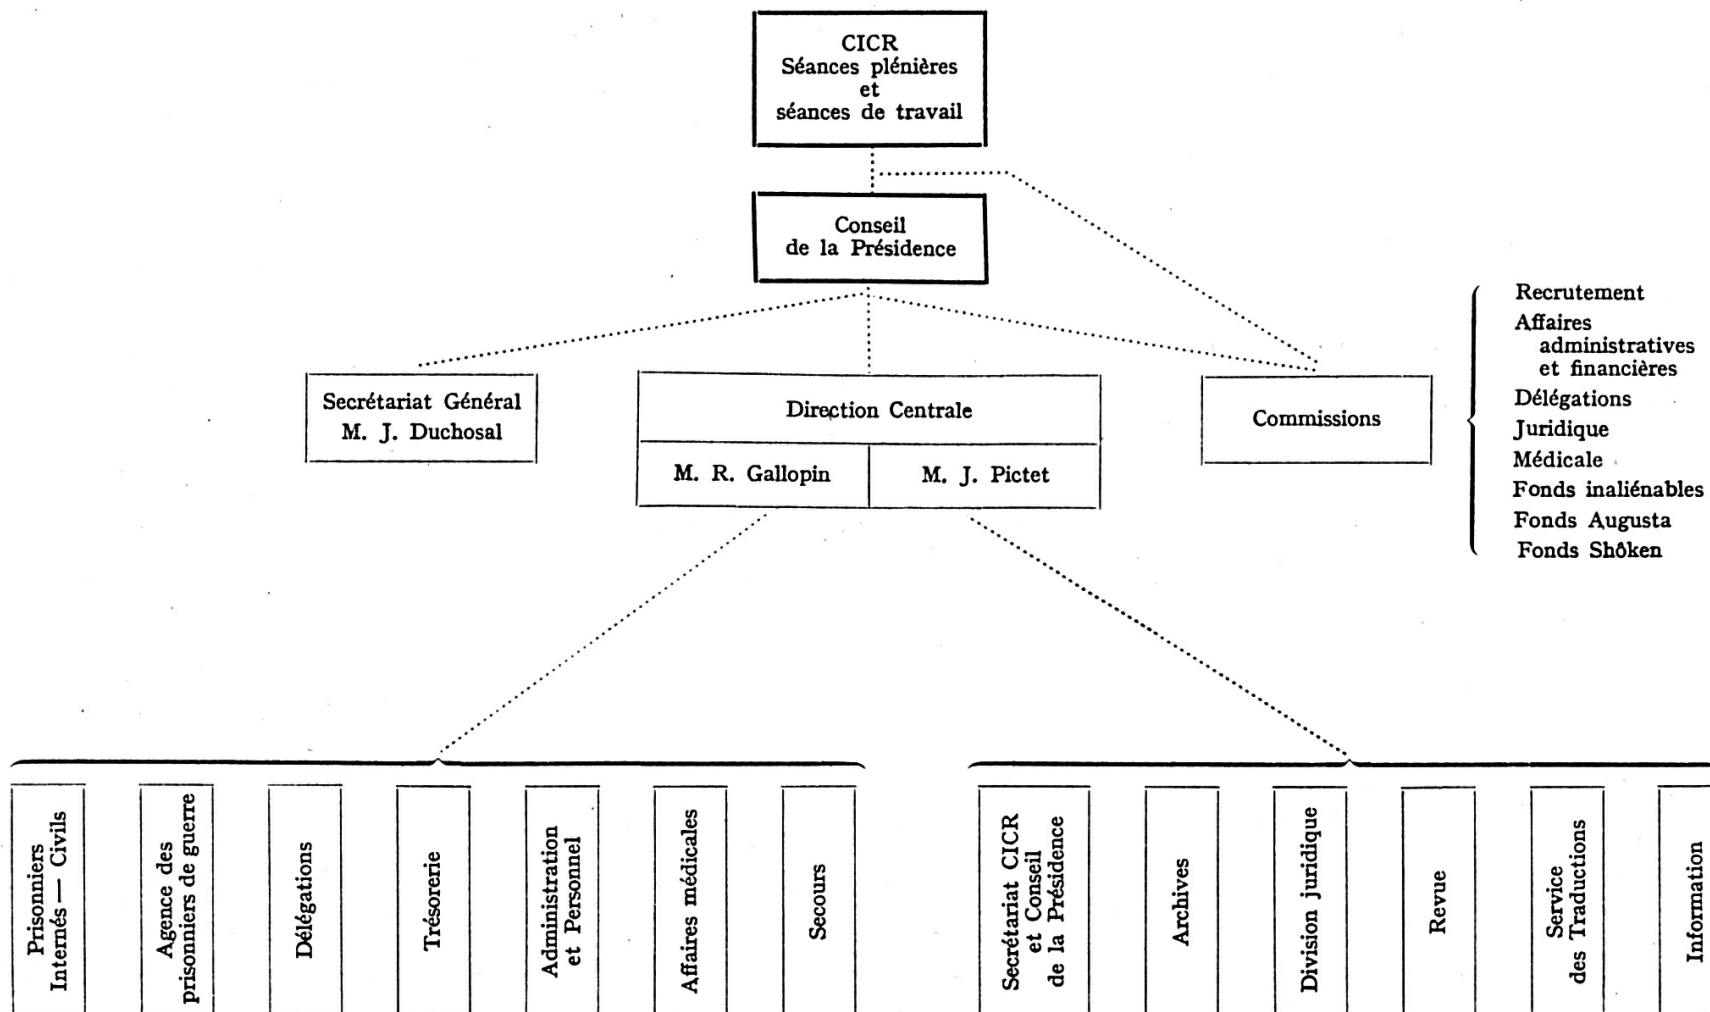 CICR
Séances plénières
et
séances de travail
Conseil
de la Présidence
Secrétariat Général
M. J. Duchosal
Direction Centrale
M. R. Gallopin
M. J. Pictet
Commissions
Recrutement
Affaires
administratives
et financières
Délégations
Juridique
Médicale
Fonds inaliénables
Fonds Augusta
Fonds Shôken
Prisonniers
Internés — Civils
Agence des
prisonniers de guerre
Délégations
Trésorerie
Administration
et Personnel
Affaires médicales
Secours
Secrétariat CICR
et Conseil
de la Présidence
Archives
Division juridique
Revue
Service
des Traductions
Information